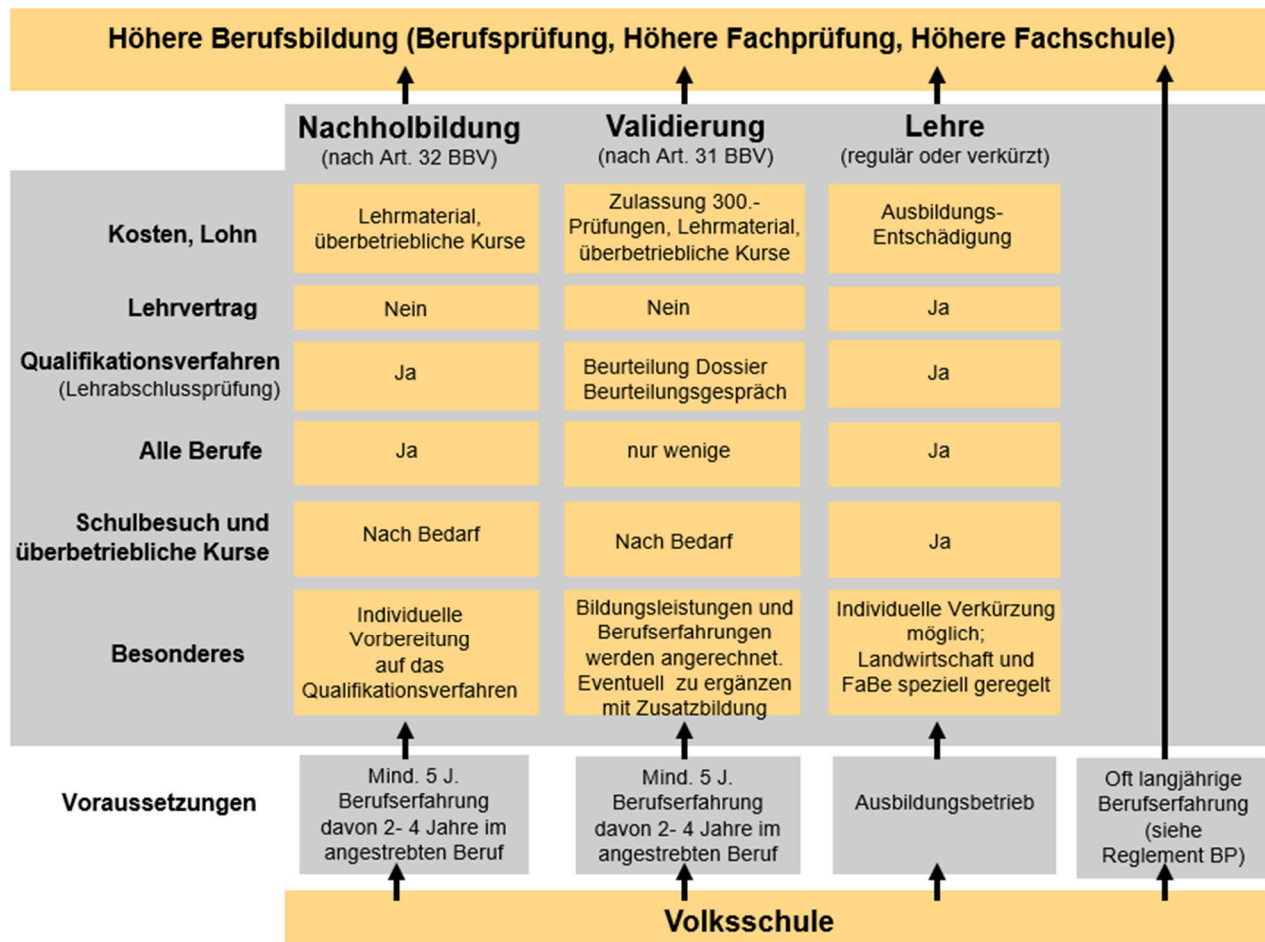 Höhere Berufsbildung (Berufsprüfung, Höhere Fachprüfung, Höhere Fachschule)
Nachholbildung
(nach Art. 32 BBV)
Validierung
(nach Art. 31 BBV)
Lehre
(regulär oder verkürzt)
Kosten, Lohn
Lehrmaterial,
überbetriebliche Kurse
Zulassung 300.-
Prüfungen, Lehrmaterial,
überbetriebliche Kurse
Ausbildungs-
Entschädigung
Lehrvertrag
Nein
Nein
Ja
Qualifikationsverfahren
(Lehrabschlussprüfung)
Ja
Beurteilung Dossier
Beurteilungsgespräch
Ja
Alle Berufe
Ja
nur wenige
Ja
Schulbesuch und
überbetriebliche Kurse
Nach Bedarf
Nach Bedarf
Ja
Besonderes
Individuelle
Vorbereitung
auf das
Qualifikationsverfahren
Bildungsleistungen und
Berufserfahrungen
werden angerechnet.
Eventuell zu ergänzen
mit Zusatzbildung
Individuelle Verkürzung
möglich;
Landwirtschaft und
FaBe speziell geregelt
Voraussetzungen
Mind. 5 J.
Berufserfahrung
davon 2- 4 Jahre im
angestrebten Beruf
Mind. 5 J.
Berufserfahrung
davon 2- 4 Jahre im
angestrebten Beruf
Ausbildungsbetrieb
Oft langjährige
Berufserfahrung
(siehe
Reglement BP)
Volksschule